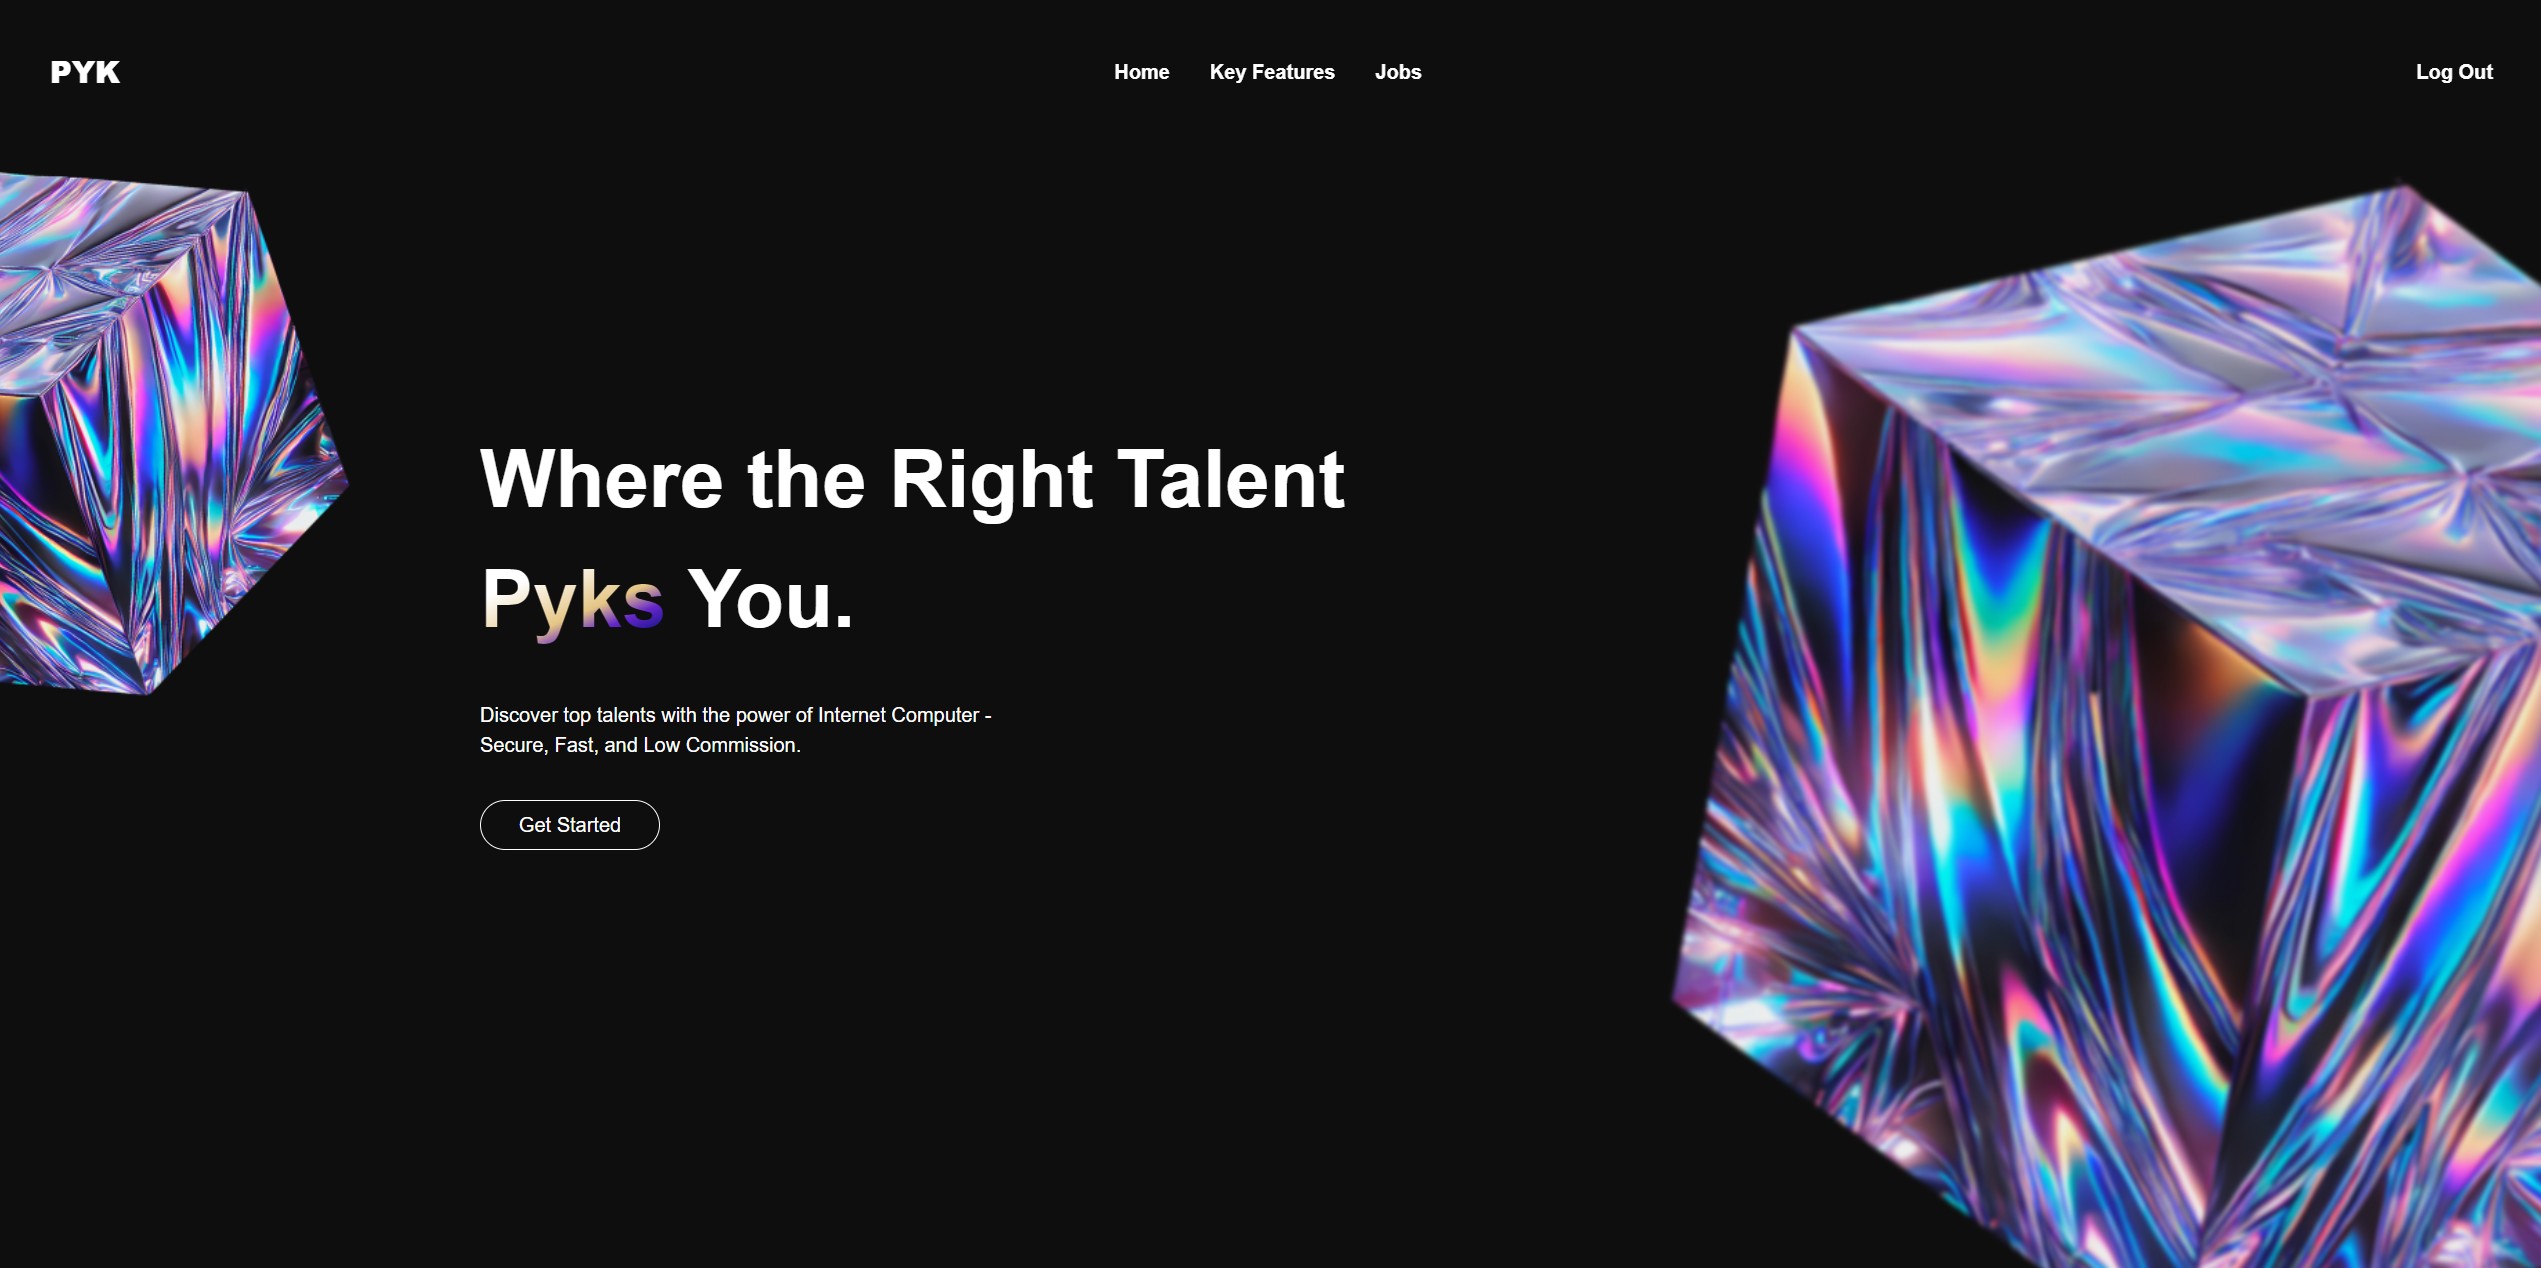 PYK
Home
Key Features
Jobs
Log Out
Where the Right Talent
Pyks You.
Discover top talents with the power of Internet Computer -
Secure, Fast, and Low Commission.
Get Started